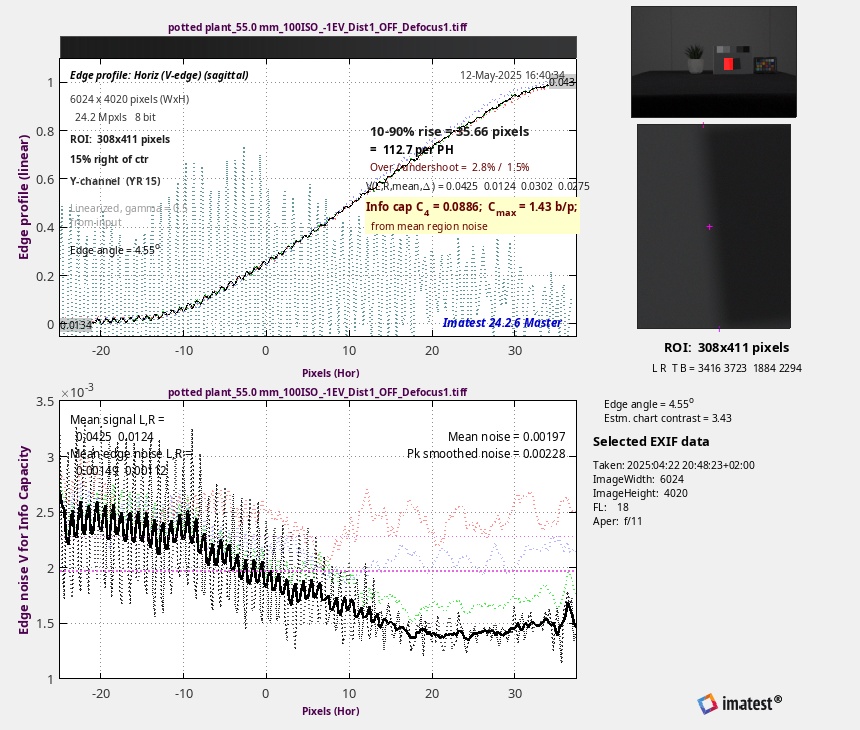 potted plant_55.0 mm_100ISO_-1EV_Dist1_OFF_Defocus1.tiff
Edge profile: Horiz (V-edge) (sagittal)
12-May-2025 16:40:34
0.043
6024 x 4020 pixels (WxH)
24.2 Mpxls 8 bit
ROI: 308x411 pixels
15% right of ctr
Y-channel (YR 15)
Linearized, gamma =
from input
Edge angle = 4.55°
0.0134
10-90% rise = 35.66 pixels
= 112.7 per PH
Over/undershoot = 2.8% / 1.5%
V(L,R,mean,Δ) = 0.0425 0.0124 0.0302 0.0275
Info cap C4 = 0.0886; Cmax = 1.43 b/p;
from mean region noise
Imatest 24.2.6 Master
Edge profile (linear)
1
0.8
0.6
0.4
0.2
0
-20 -10 0 10 20 30
Pixels (Hor)
potted plant_55.0 mm_100ISO_-1EV_Dist1_OFF_Defocus1.tiff
×10-3
Mean signal L,R =
0.0425 0.0124
Mean edge noise L,R =
0.00149 0.00112
Mean noise = 0.00197
Pk smoothed noise = 0.00228
Edge noise V for Info Capacity
3.5
3
2.5
2
1.5
1
-20 -10 0 10 20 30
Pixels (Hor)
ROI: 308x411 pixels
L R T B = 3416 3723 1884 2294
Edge angle = 4.55°
Estm. chart contrast = 3.43
Selected EXIF data
Taken: 2025:04:22 20:48:23+02:00
ImageWidth: 6024
ImageHeight: 4020
FL: 18
Aper: f/11
imatest®